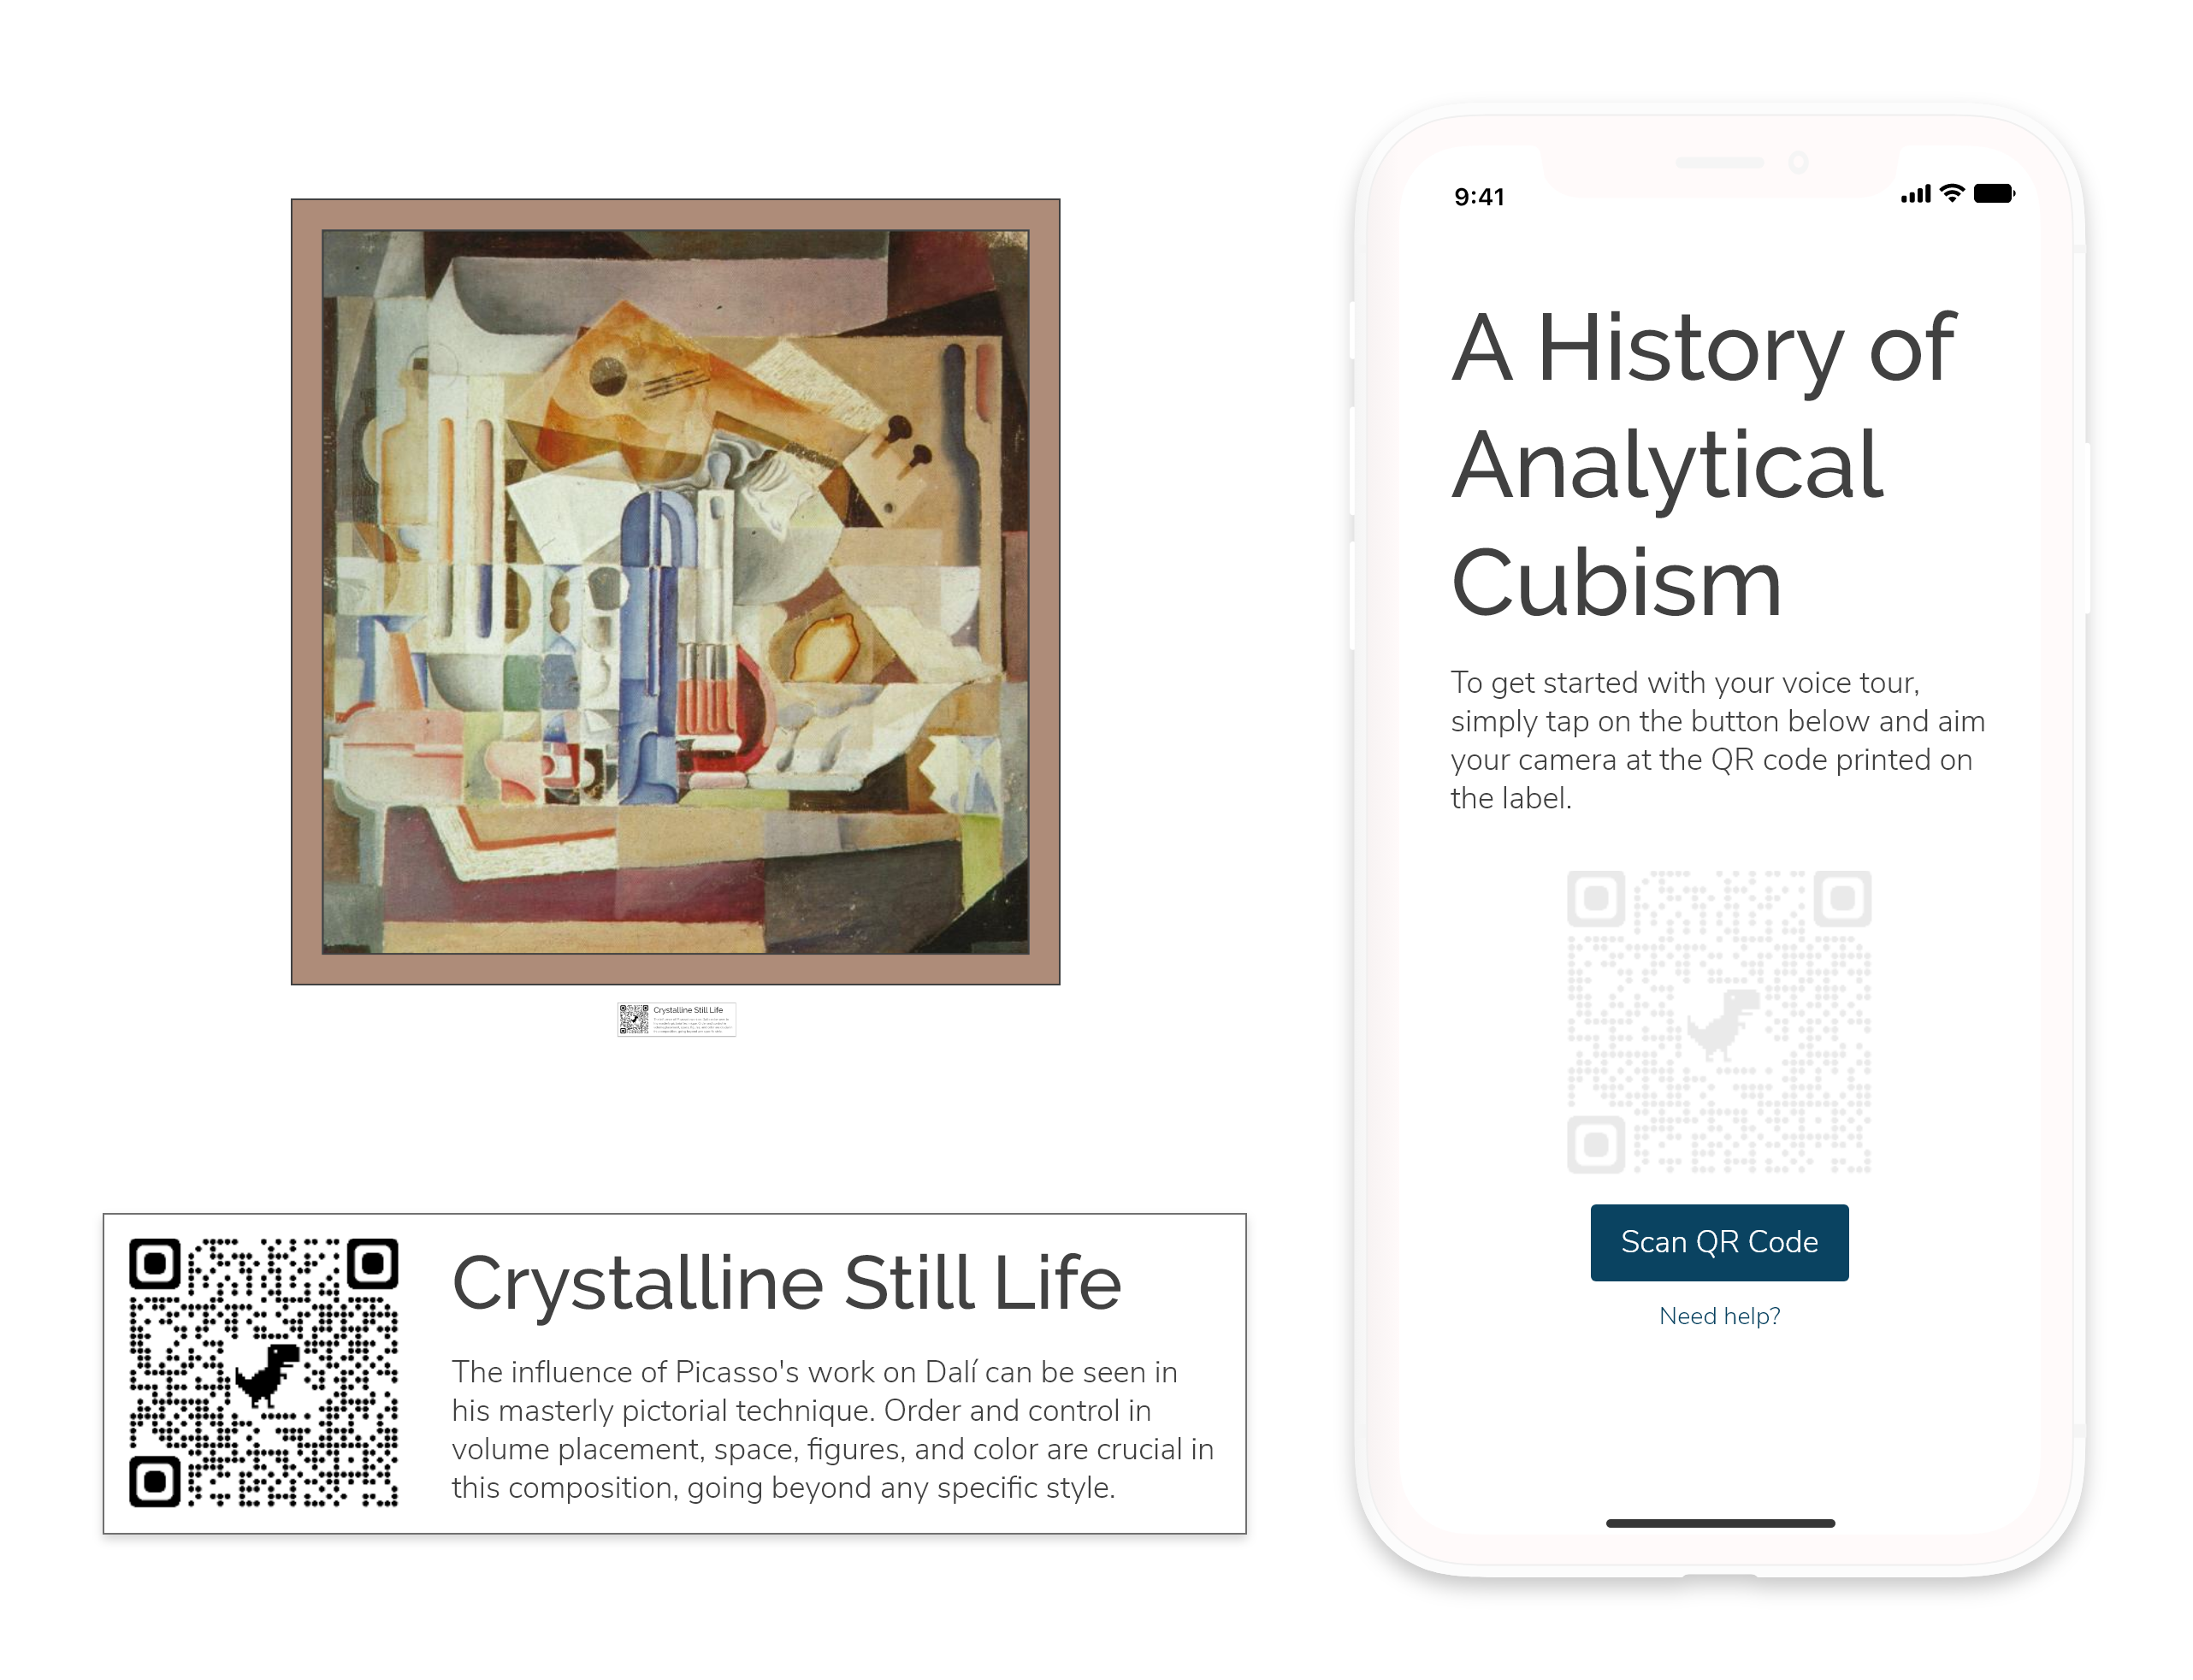 Crystalline Still Life
Crystalline Still Life
The influence of Picasso's work on Dalí can be seen in
his masterly pictorial technique. Order and control in
volume placement, space, figures, and color are crucial in
this composition, going beyond any specific style.
9:41
A History of
Analytical
Cubism
To get started with your voice tour,
simply tap on the button below and aim
your camera at the QR code printed on
the label.
Scan QR Code
Need help?